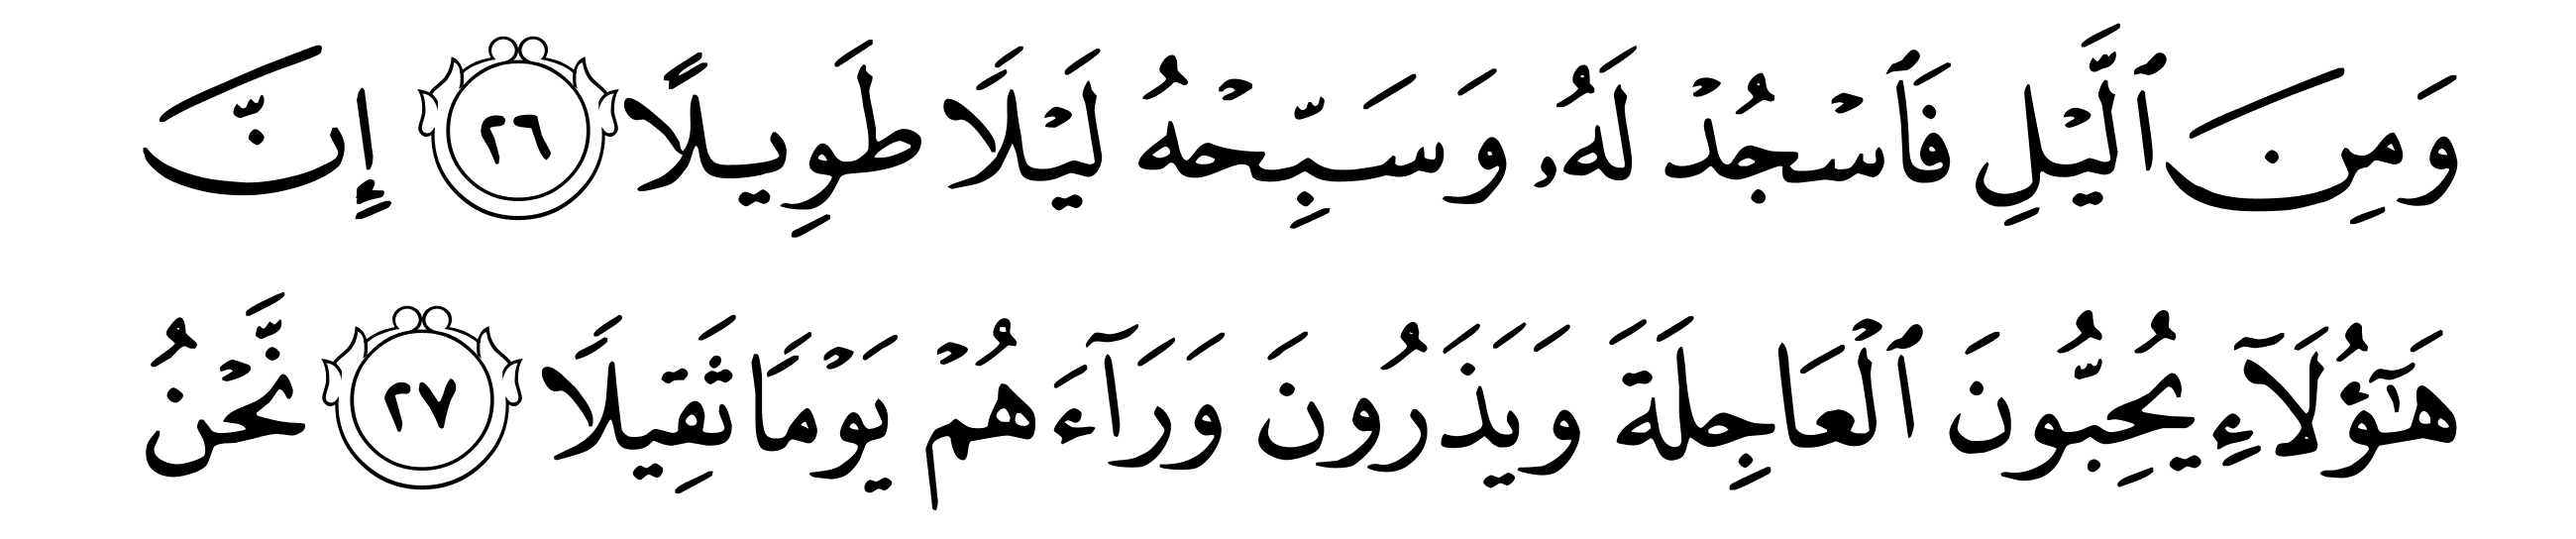 وَمِنَ ٱلَّيْلِ فَٱسْجُدْ لَهُۥ وَسَبِّحْهُ لَيْلًا طَوِيلًا ٢٦ إِنَّ
هَٰٓؤُلَآءِ يُحِبُّونَ ٱلْعَاجِلَةَ وَيَذَرُونَ وَرَآءَهُمْ يَوْمًا ثَقِيلًا ٢٧ نَّحْنُ